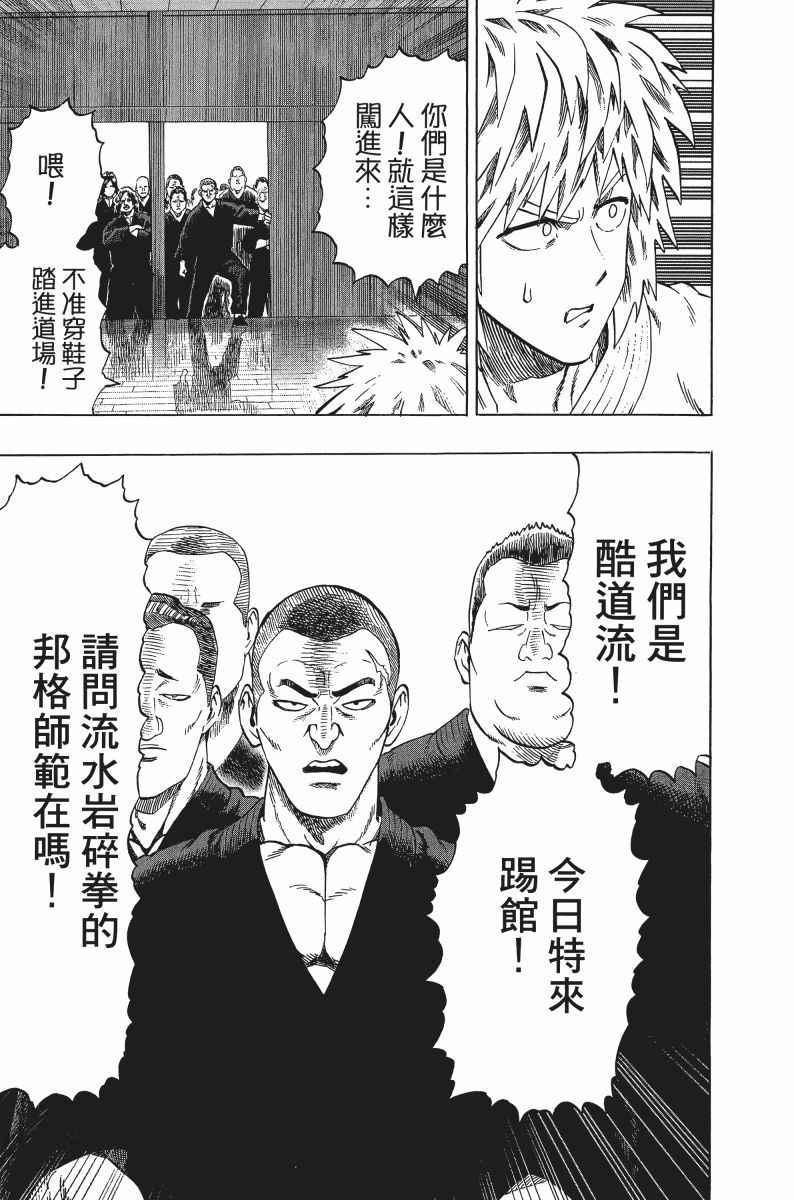 你們是什麼
人！就這樣
闖進來…
喂！
不准穿鞋子
踏進道場！
我們是
酷道流！
今日特來
踢館！
請問流水岩碎拳的
邦格師範在嗎！